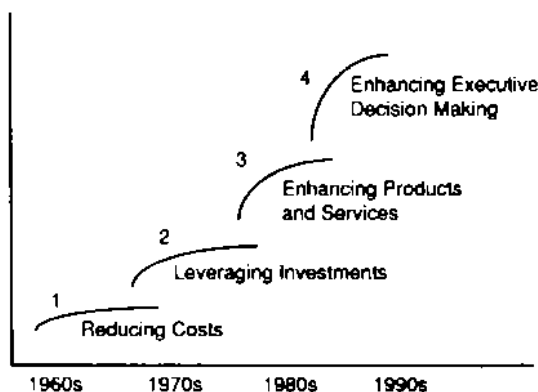 4
Enhancing Executive
Decision Making
3
Enhancing Products
and Services
2
Leveraging Investments
1
Reducing Costs
1960s 1970s 1980s 1990s